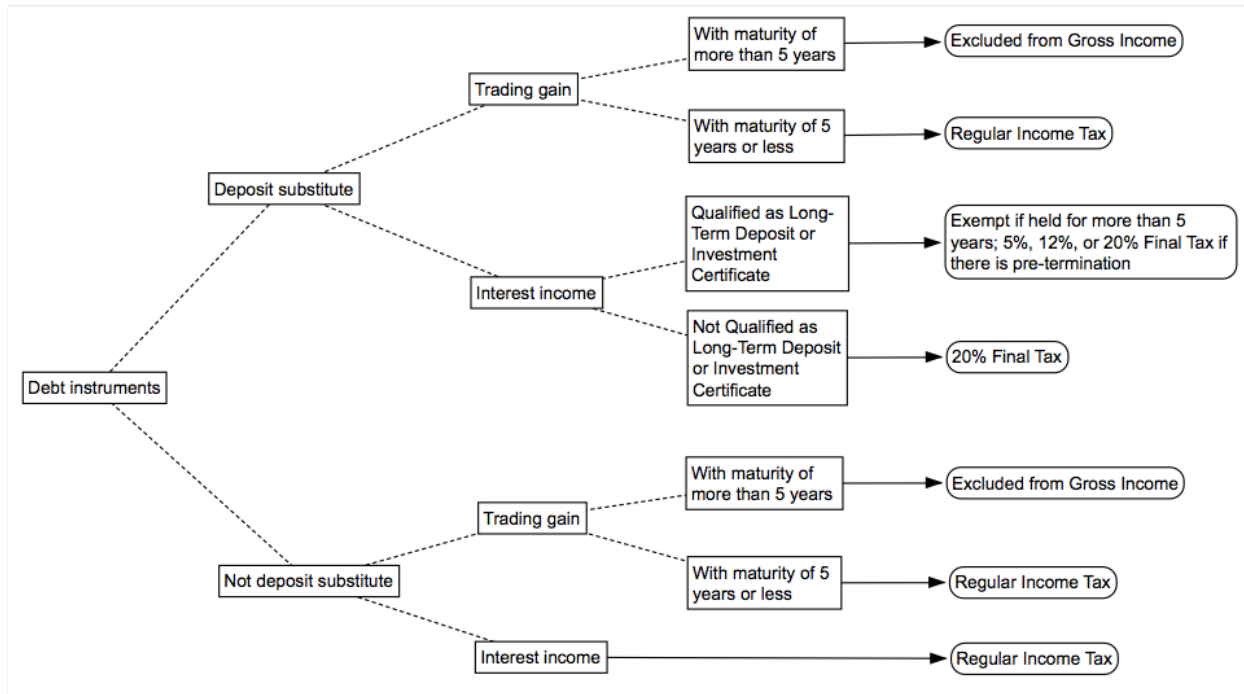 With maturity of
more than 5 years
Excluded from Gross Income
Trading gain
With maturity of 5
years or less
Regular Income Tax
Deposit substitute
Qualified as Long-
Term Deposit or
Investment
Certificate
Exempt if held for more than 5
years; 5%, 12%, or 20% Final Tax if
there is pre-termination
Interest income
Not Qualified as
Long-Term Deposit
or Investment
Certificate
20% Final Tax
Debt instruments
With maturity of
more than 5 years
Excluded from Gross Income
Trading gain
With maturity of 5
years or less
Regular Income Tax
Not deposit substitute
Interest income
Regular Income Tax